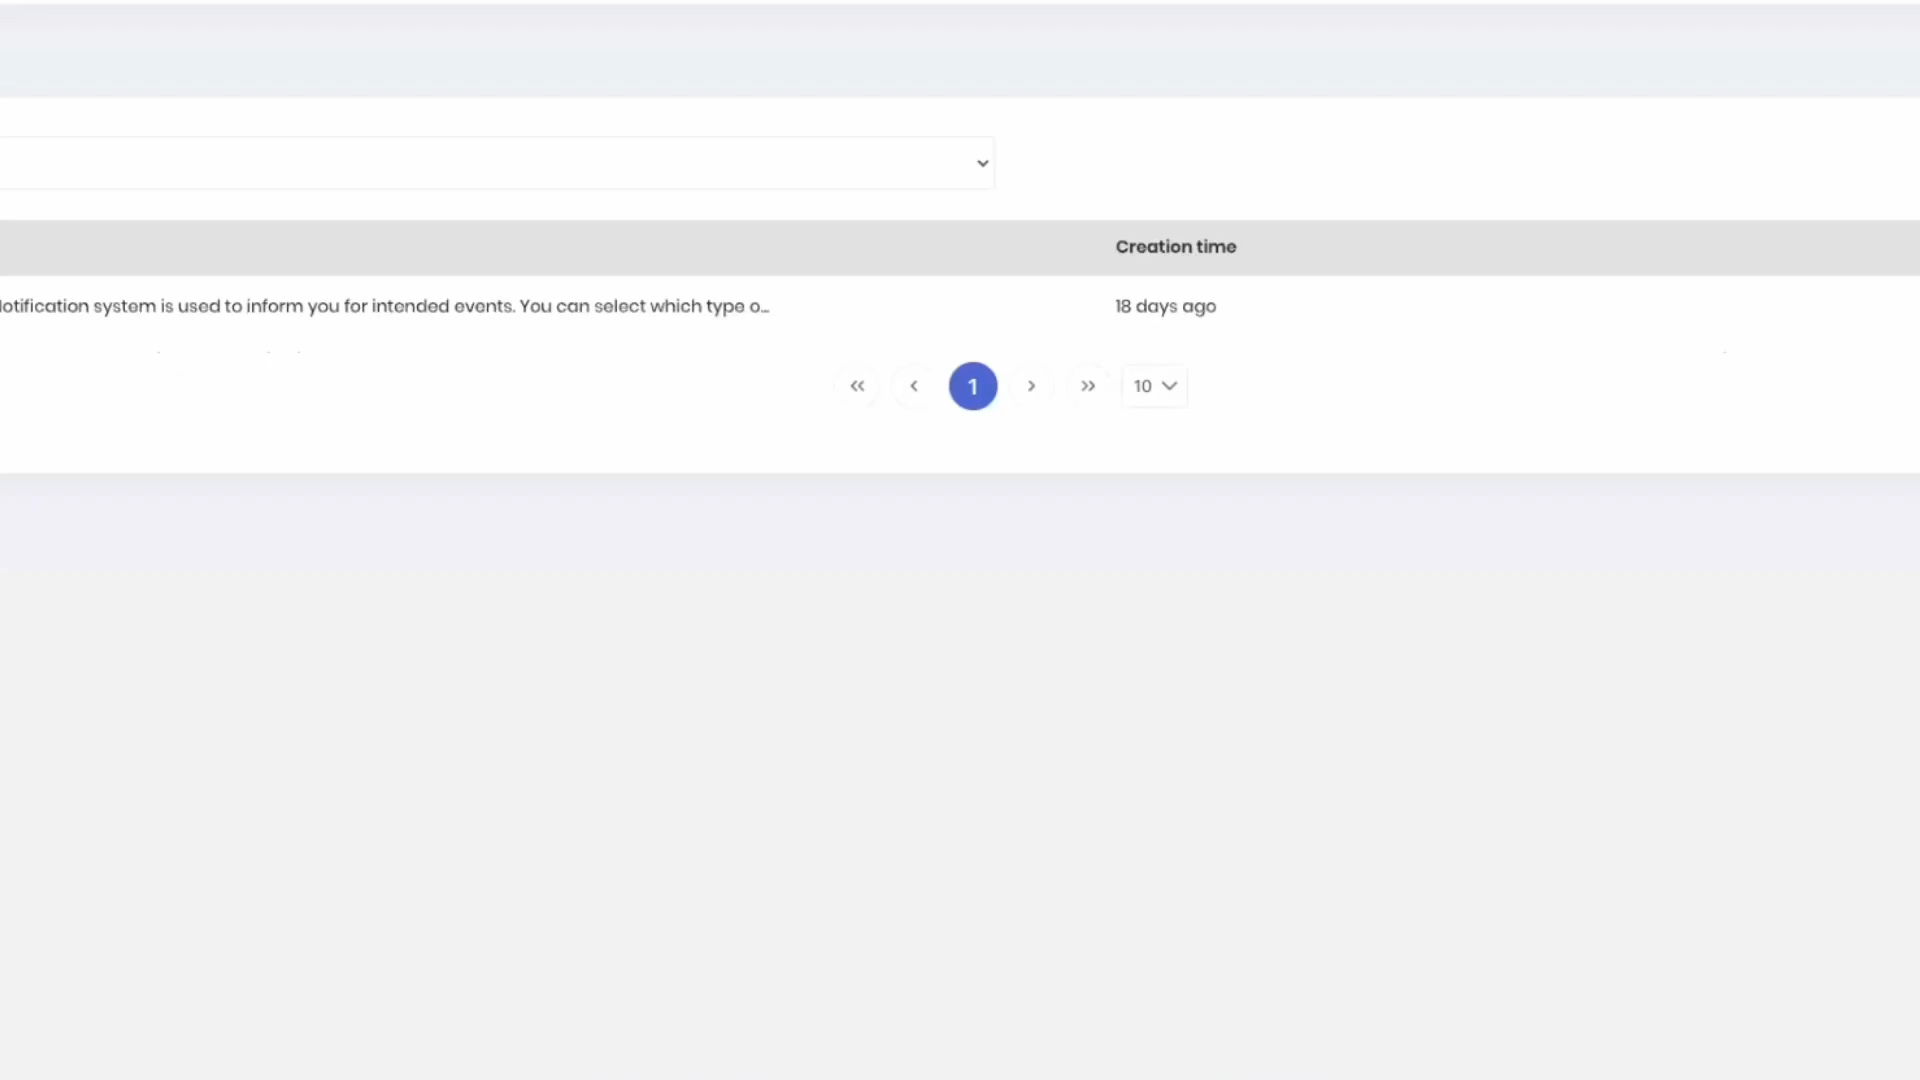 Creation time
otification system is used to inform you for intended events. You can select which type o...
18 days ago
« ‹ 1 › » 10